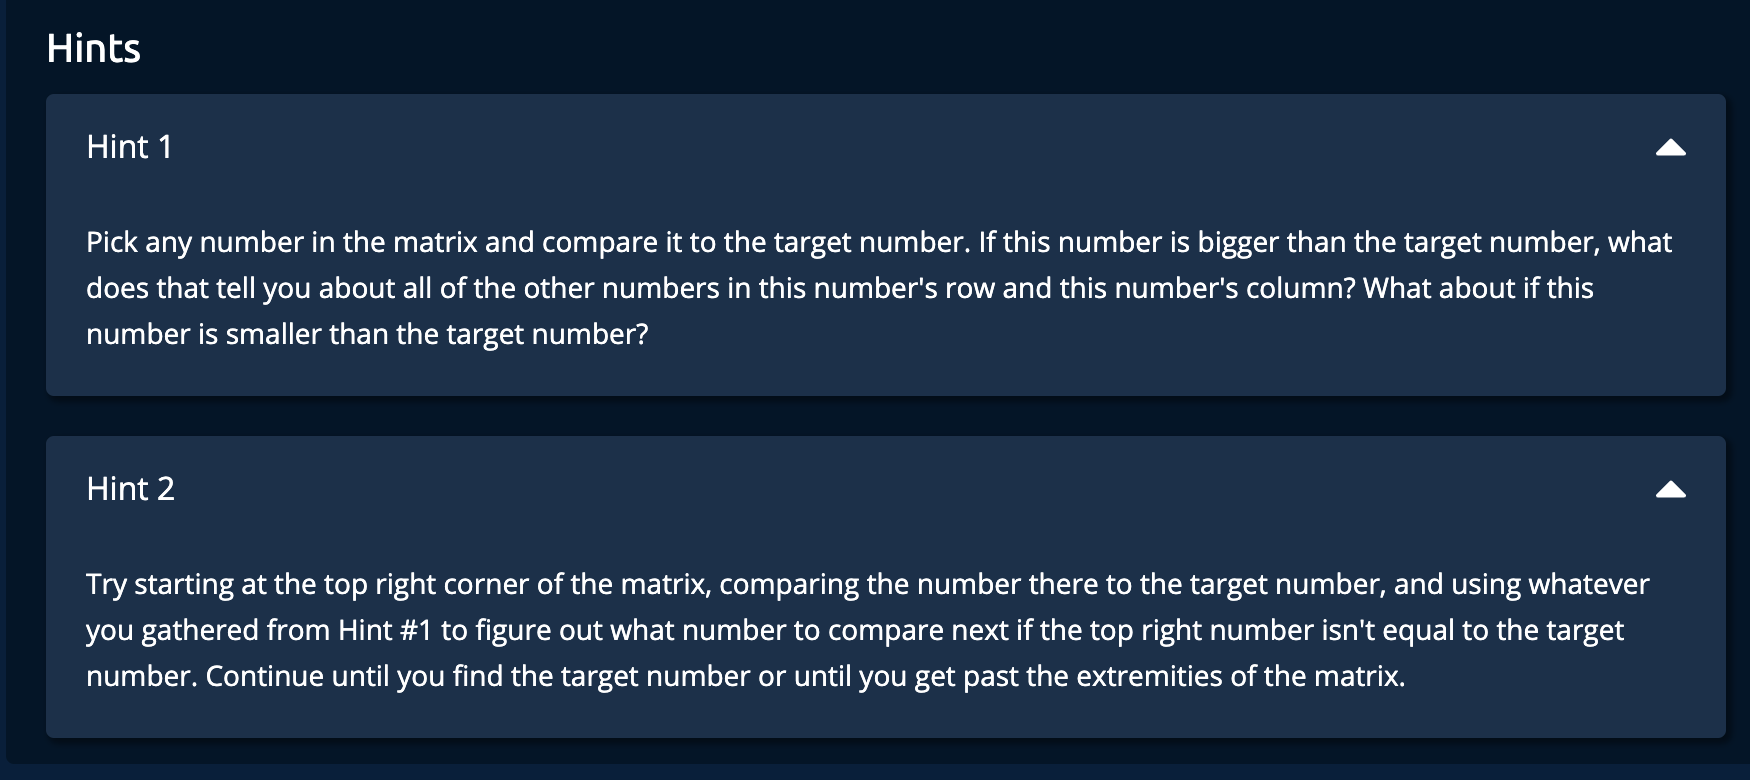 Hints
Hint 1
Pick any number in the matrix and compare it to the target number. If this number is bigger than the target number, what
does that tell you about all of the other numbers in this number's row and this number's column? What about if this
number is smaller than the target number?
Hint 2
Try starting at the top right corner of the matrix, comparing the number there to the target number, and using whatever
you gathered from Hint #1 to figure out what number to compare next if the top right number isn't equal to the target
number. Continue until you find the target number or until you get past the extremities of the matrix.